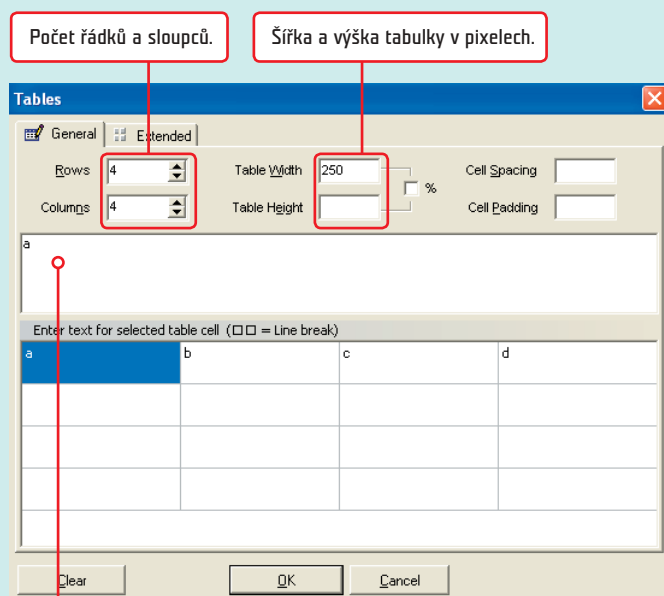 Počet řádků a sloupců.
Šířka a výška tabulky v pixelech.
Tables
General Extended
Rows 4 Table Width 250 % Cell Spacing
Columns 4 Table Height Cell Padding
a
Enter text for selected table cell (□□ = Line break)
a b c d
Clear OK Cancel